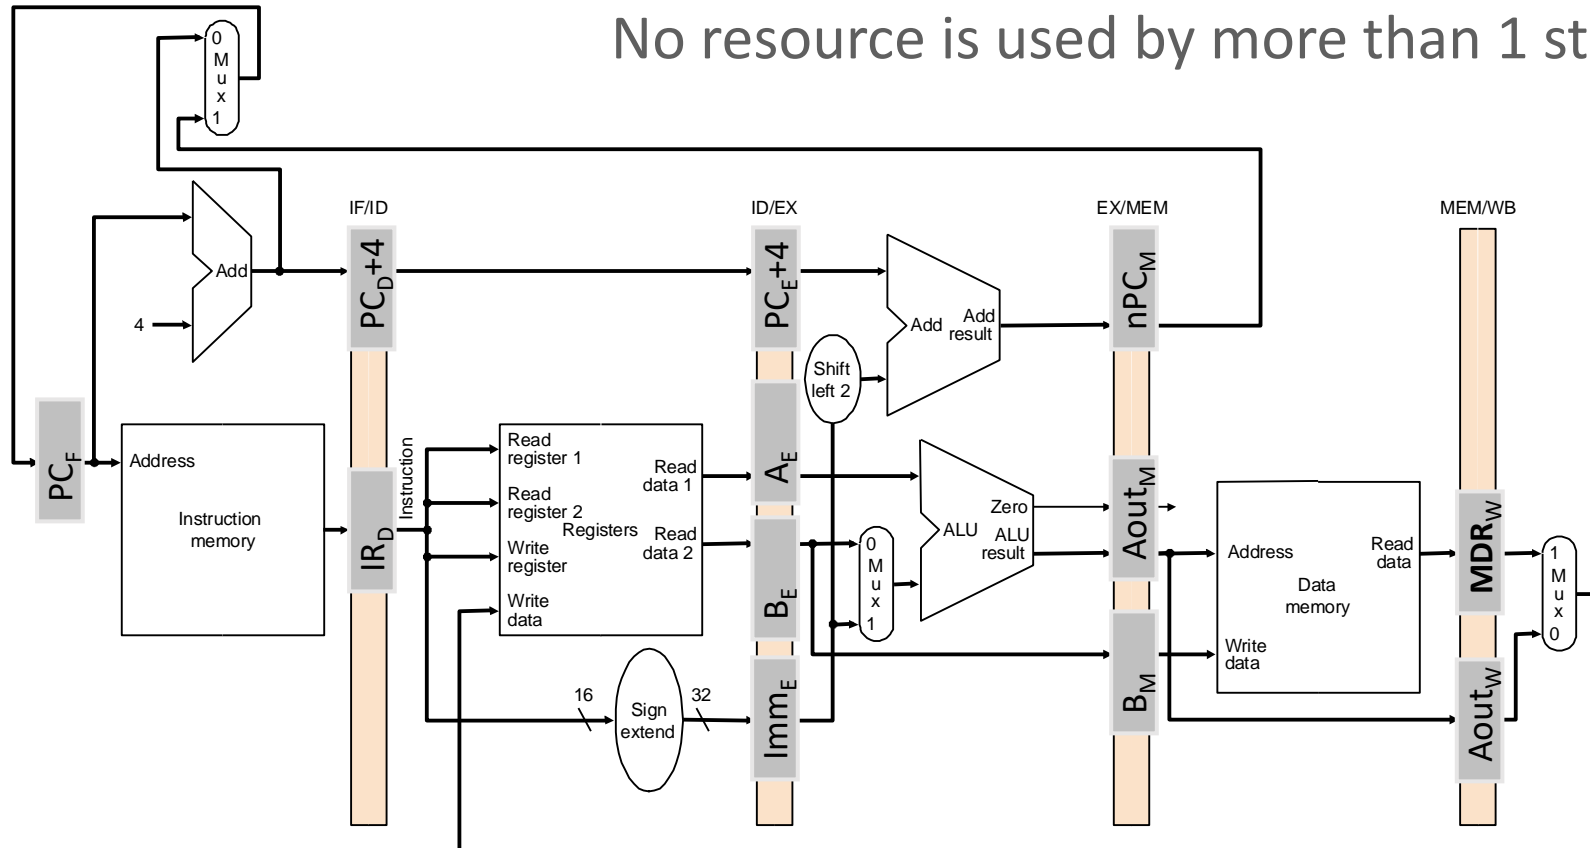 No resource is used by more than 1 st
0
M
u
x
1
IF/ID
ID/EX
EX/MEM
MEM/WB
PC_D+4
PC_E+4
nPC_M
Add
4
Add
Add
result
Shift
left 2
PC_F
Address
Instruction
memory
IR_D
Instruction
Read
register 1
Read
register 2
Write
register
Write
data
Registers
Read
data 1
Read
data 2
A_E
B_E
Imm_E
16
Sign
extend
32
0
M
u
x
1
ALU
Zero
ALU
result
Aout_M
B_M
Address
Write
data
Data
memory
Read
data
MDR_W
Aout_W
1
M
u
x
0